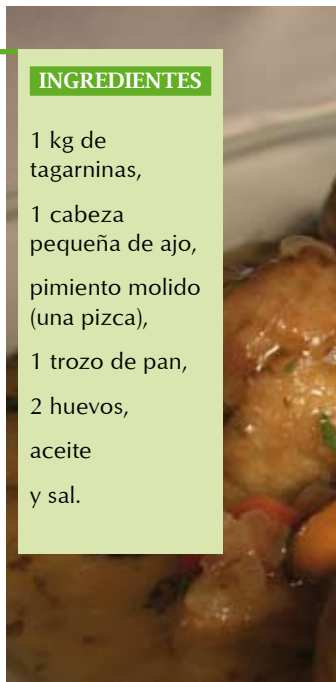 INGREDIENTES
1 kg de
tagarninas,
1 cabeza
pequeña de ajo,
pimiento molido
(una pizca),
1 trozo de pan,
2 huevos,
aceite
y sal.